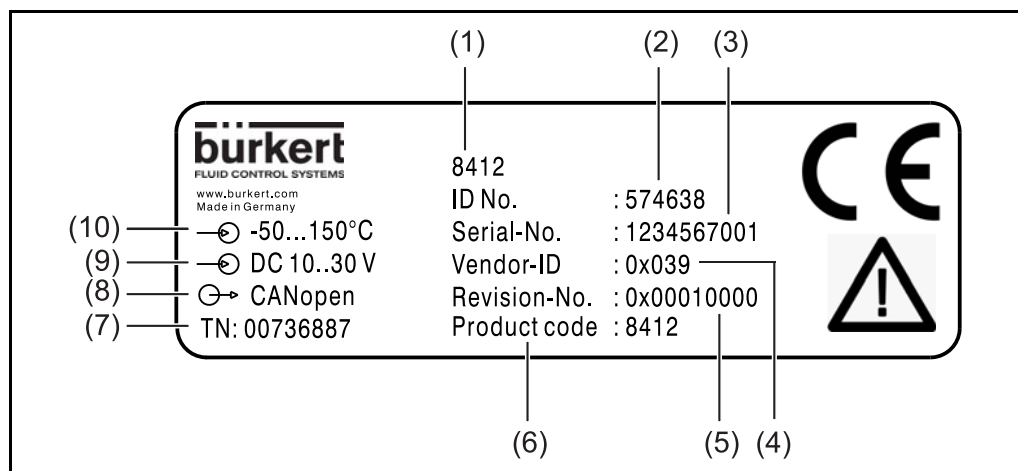 (1) (2) (3)
bürkert
FLUID CONTROL SYSTEMS
www.burkert.com
Made in Germany
8412
ID No. : 574638
(10) -50...150°C Serial-No. : 1234567001
(9) DC 10..30 V Vendor-ID : 0x039
(8) CANopen Revision-No. : 0x00010000
(7) TN: 00736887 Product code : 8412
CE
(6) (5) (4)